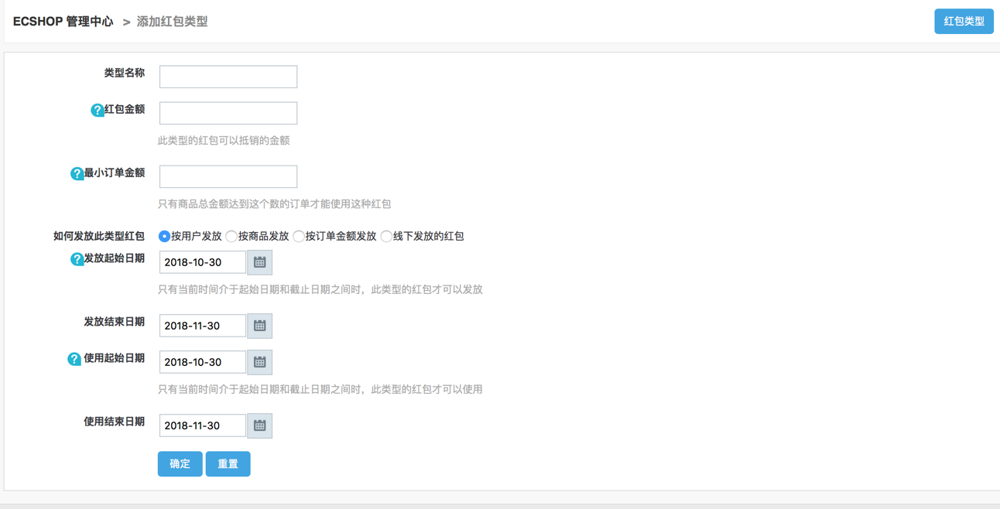 ECSHOP 管理中心 > 添加红包类型
红包类型
类型名称
?红包金额
此类型的红包可以抵销的金额
?最小订单金额
只有商品总金额达到这个数的订单才能使用这种红包
如何发放此类型红包 按用户发放 按商品发放 按订单金额发放 线下发放的红包
?发放起始日期 2018-10-30
只有当前时间介于起始日期和截止日期之间时，此类型的红包才可以发放
发放结束日期 2018-11-30
? 使用起始日期 2018-10-30
只有当前时间介于起始日期和截止日期之间时，此类型的红包才可以使用
使用结束日期 2018-11-30
确定 重置